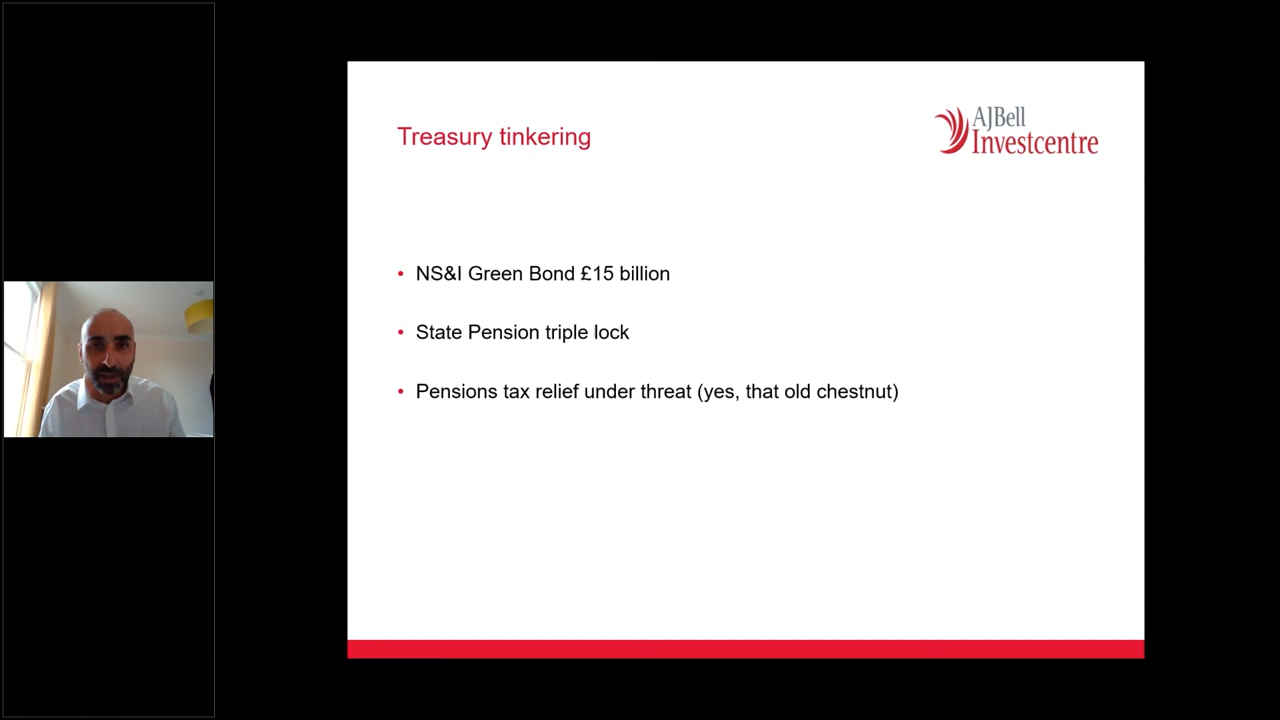 Treasury tinkering
AJBell
Investcentre
• NS&I Green Bond £15 billion
• State Pension triple lock
• Pensions tax relief under threat (yes, that old chestnut)